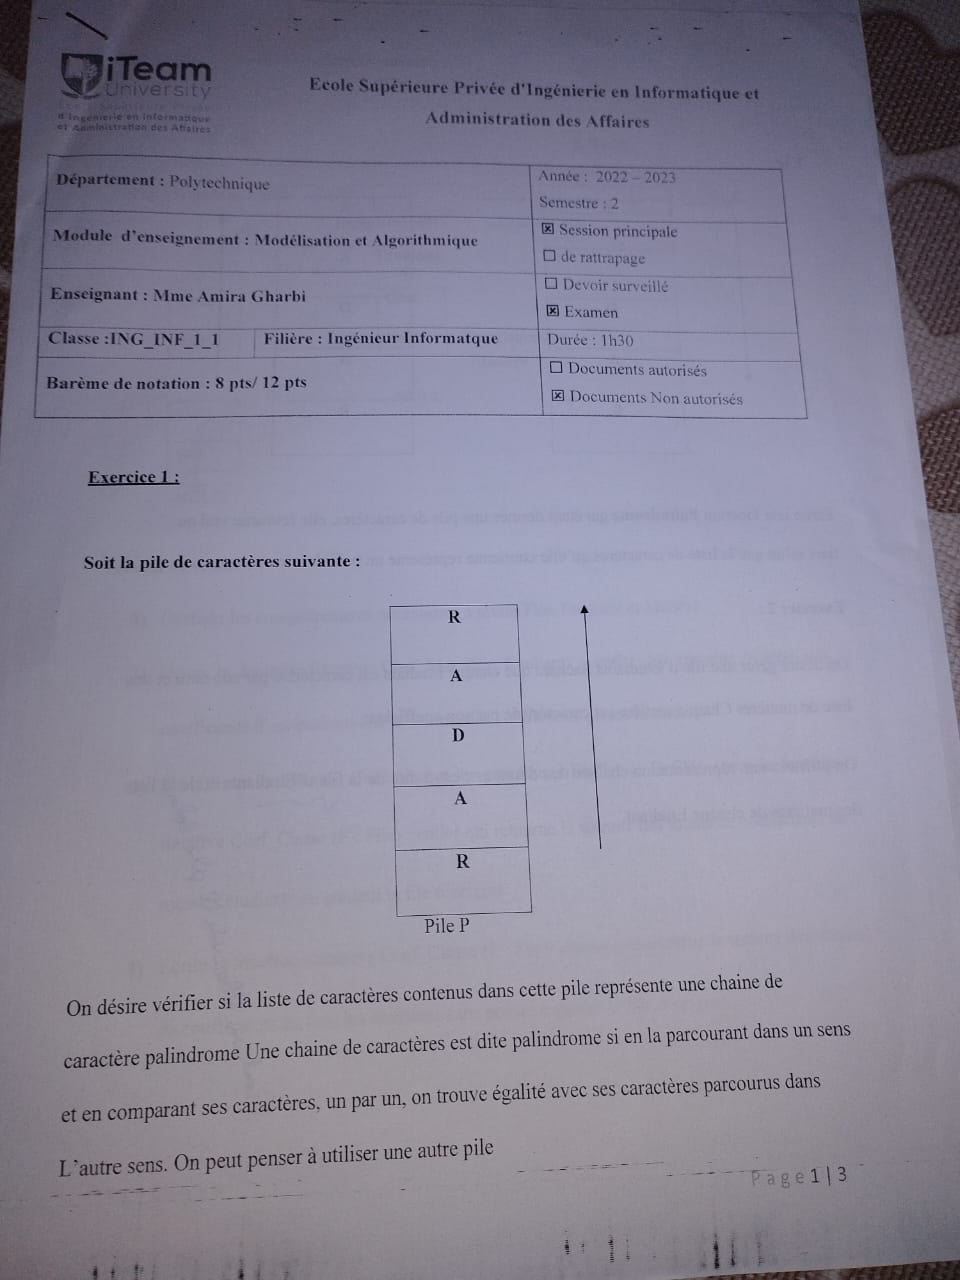 iTeam
University
d'Ingénierie en Informatique
et Administration des Affaires
Ecole Supérieure Privée d'Ingénierie en Informatique et
Administration des Affaires
Département : Polytechnique
Année : 2022 – 2023
Semestre : 2
Module d'enseignement : Modélisation et Algorithmique
☒ Session principale
☐ de rattrapage
Enseignant : Mme Amira Gharbi
☐ Devoir surveillé
☒ Examen
Classe :ING_INF_1_1
Filière : Ingénieur Informatque
Durée : 1h30
Barème de notation : 8 pts/ 12 pts
☐ Documents autorisés
☒ Documents Non autorisés
Exercice 1 :
Soit la pile de caractères suivante :
R
A
D
A
R
Pile P
On désire vérifier si la liste de caractères contenus dans cette pile représente une chaine de
caractère palindrome Une chaine de caractères est dite palindrome si en la parcourant dans un sens
et en comparant ses caractères, un par un, on trouve égalité avec ses caractères parcourus dans
L'autre sens. On peut penser à utiliser une autre pile
Page 1 | 3